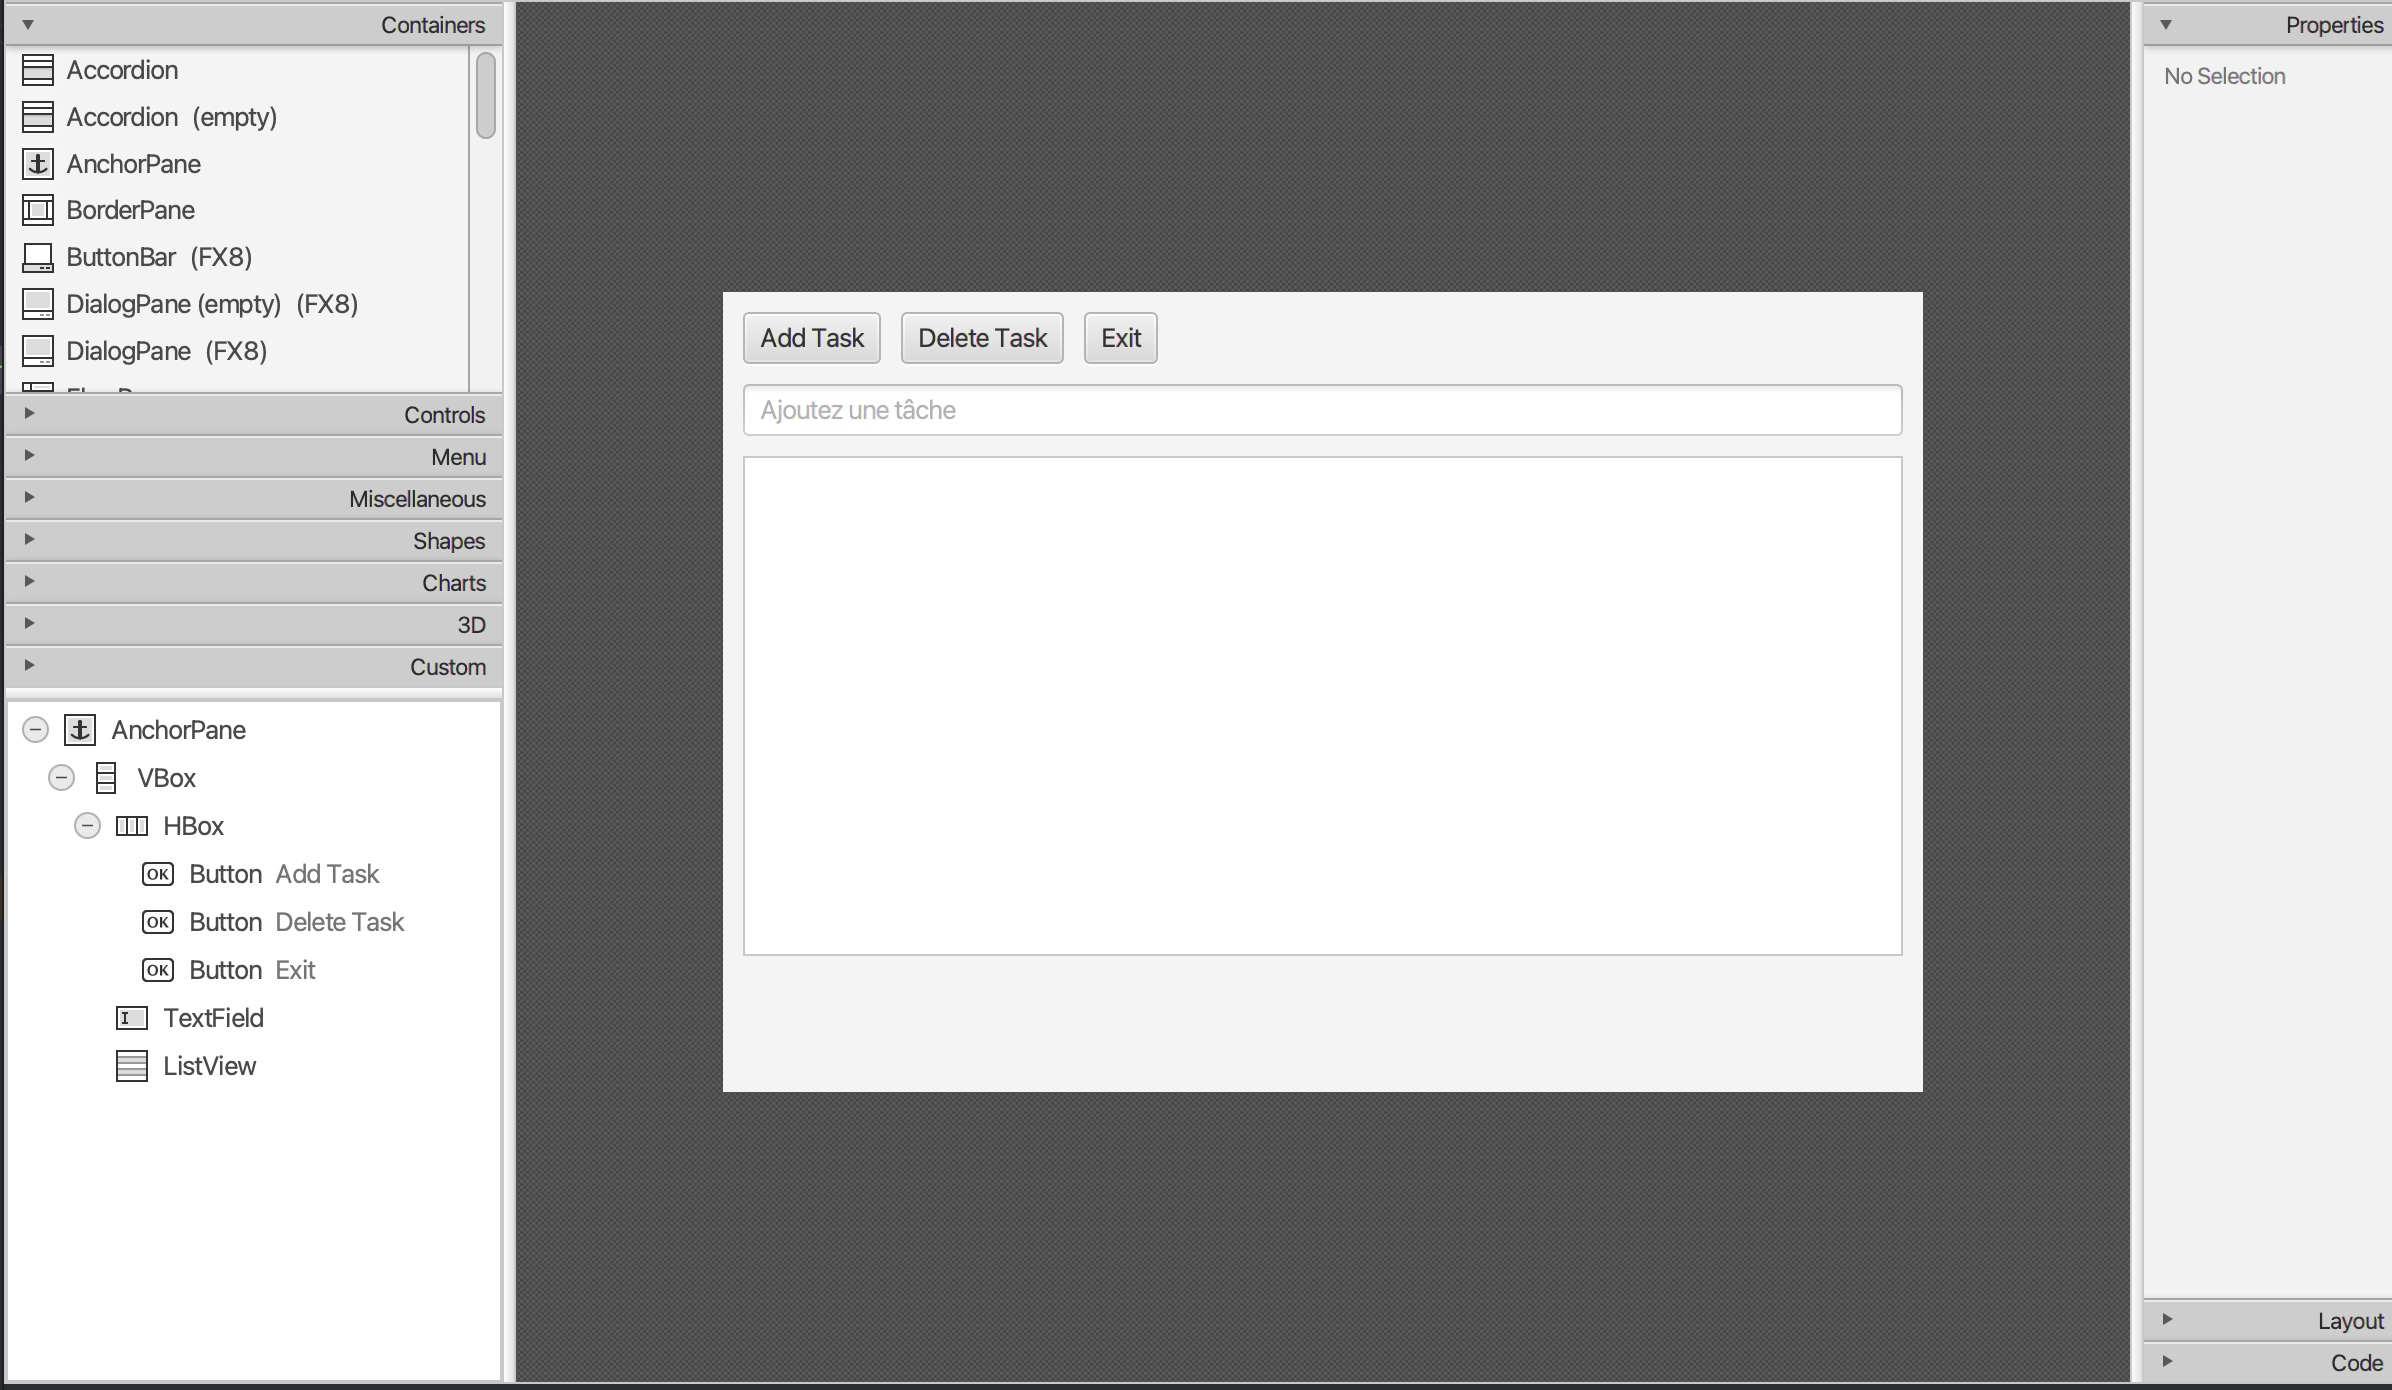 Containers
Accordion
Accordion (empty)
AnchorPane
BorderPane
ButtonBar (FX8)
DialogPane (empty) (FX8)
DialogPane (FX8)
Controls
Menu
Miscellaneous
Shapes
Charts
3D
Custom
AnchorPane
VBox
HBox
OK Button Add Task
OK Button Delete Task
OK Button Exit
TextField
ListView
Add Task Delete Task Exit
Ajoutez une tâche
Properties
No Selection
Layout
Code